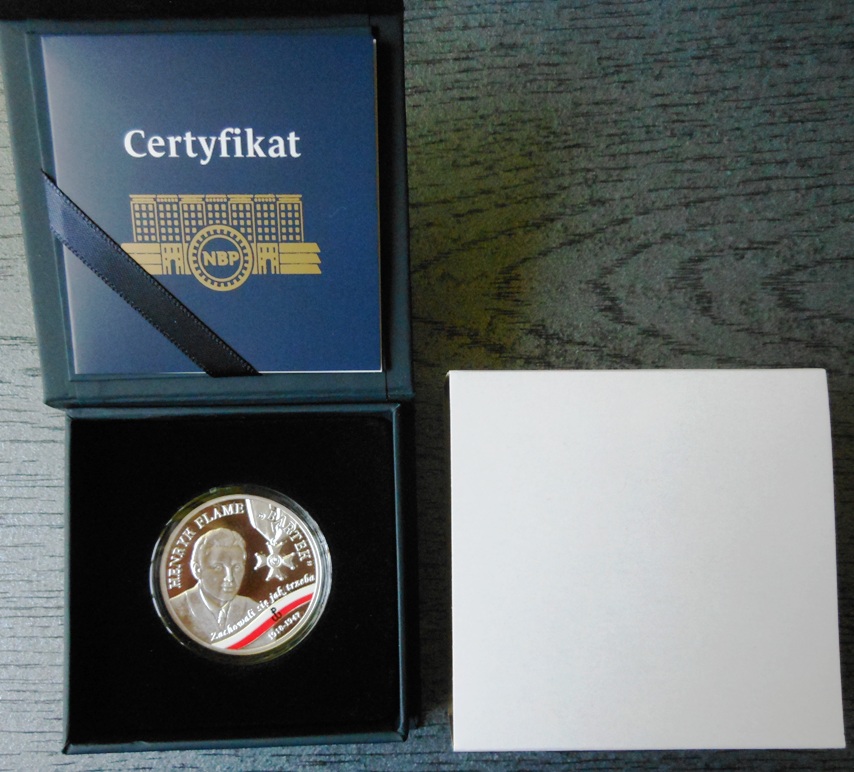 Certyfikat
NBP
HENRYK FLAME „BARTEK”
Zachowali się jak trzeba
1918-1947